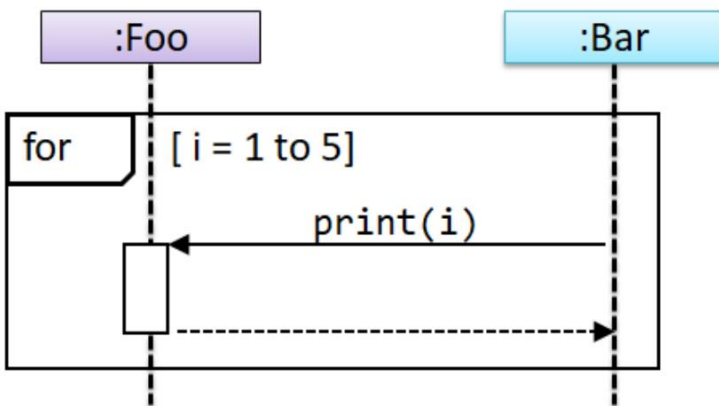 :Foo
:Bar
for
[ i = 1 to 5]
print(i)